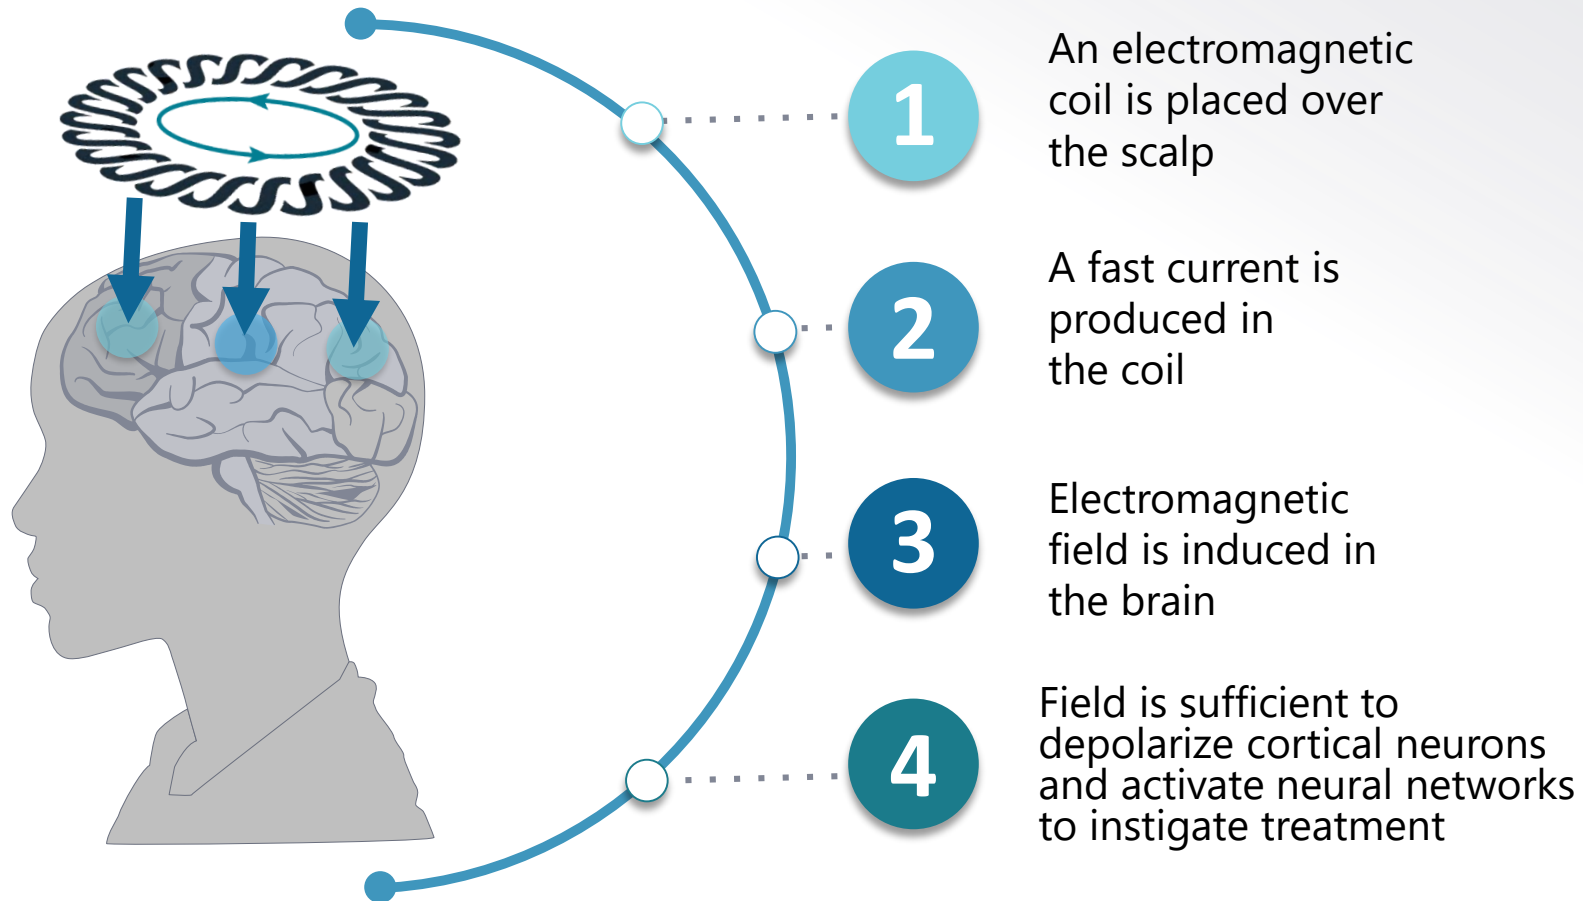 1
An electromagnetic
coil is placed over
the scalp
2
A fast current is
produced in
the coil
3
Electromagnetic
field is induced in
the brain
4
Field is sufficient to
depolarize cortical neurons
and activate neural networks
to instigate treatment